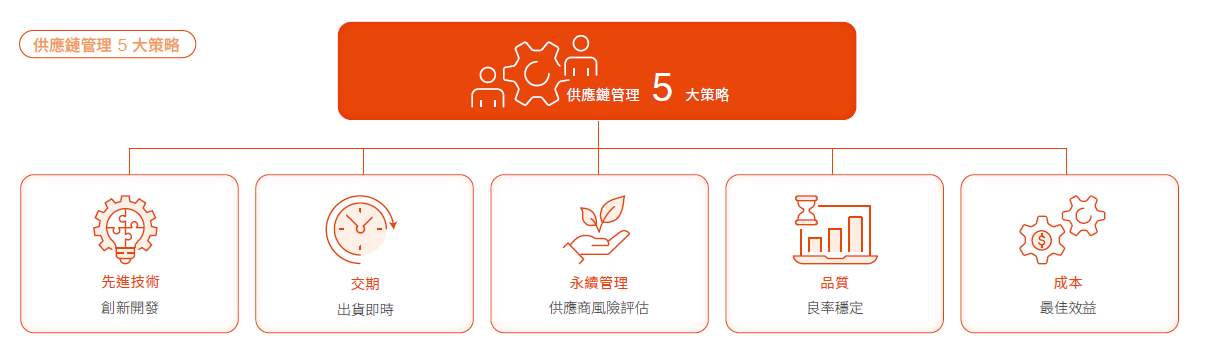 供應鏈管理 5 大策略
供應鏈管理 5 大策略
先進技術
創新開發
交期
出貨即時
永續管理
供應商風險評估
品質
良率穩定
成本
最佳效益